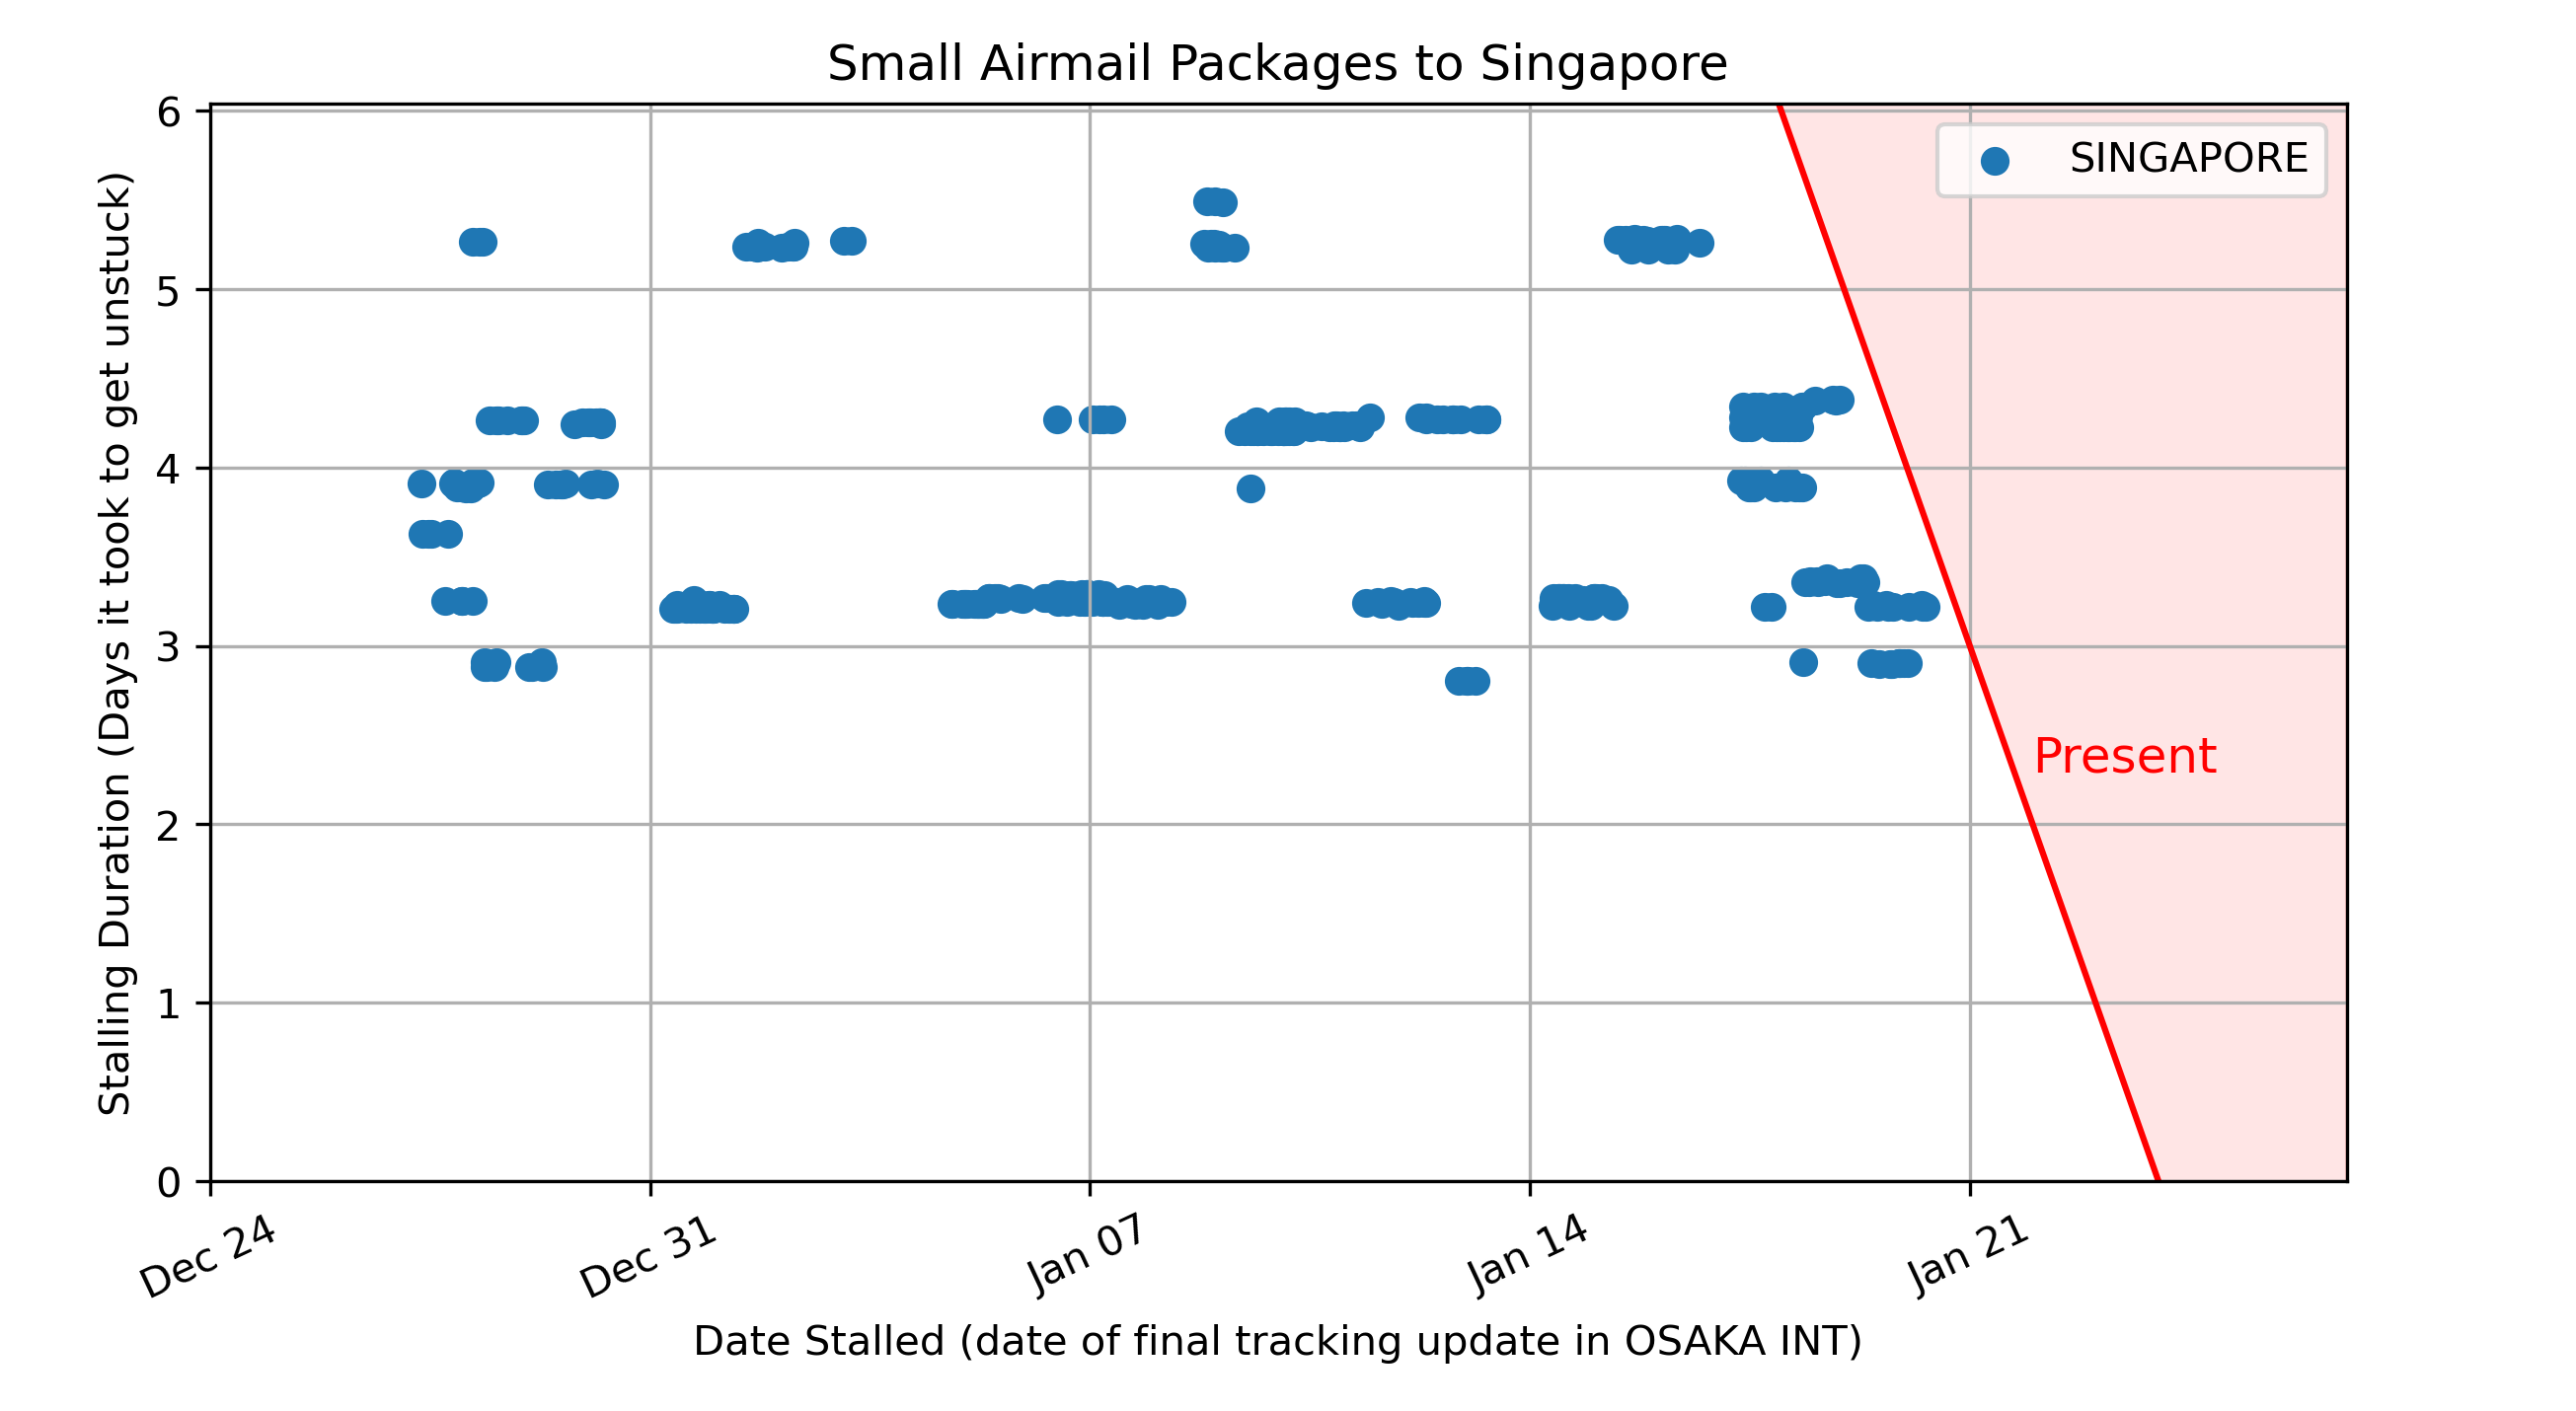 Small Airmail Packages to Singapore
Stalling Duration (Days it took to get unstuck)
6
5
4
3
2
1
0
SINGAPORE
Present
Dec 24
Dec 31
Jan 07
Jan 14
Jan 21
Date Stalled (date of final tracking update in OSAKA INT)